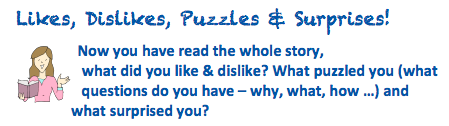 Likes, Dislikes, Puzzles & Surprises!
Now you have read the whole story,
what did you like & dislike? What puzzled you (what
questions do you have – why, what, how ...) and
what surprised you?